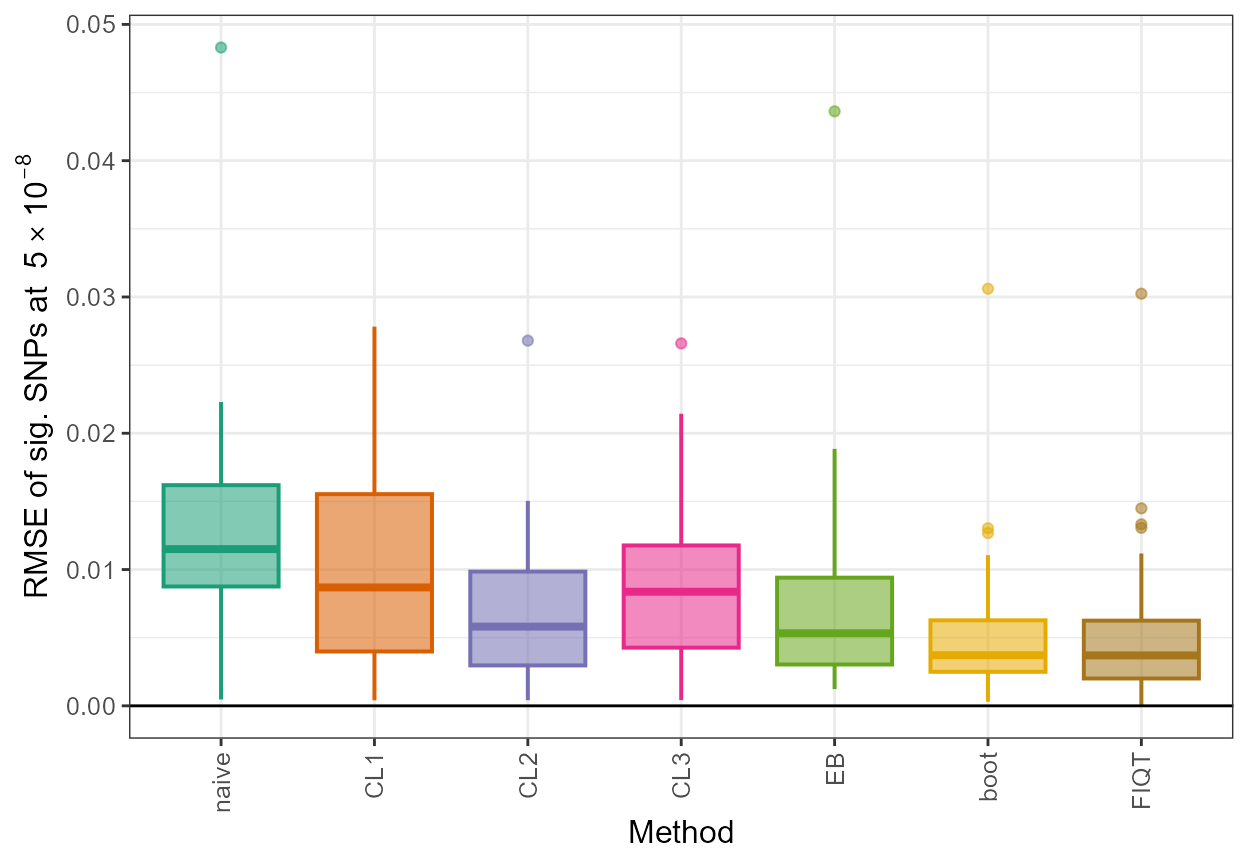 RMSE of sig. SNPs at 5 × 10⁻⁸
0.05
0.04
0.03
0.02
0.01
0.00
naive
CL1
CL2
CL3
EB
boot
FIQT
Method